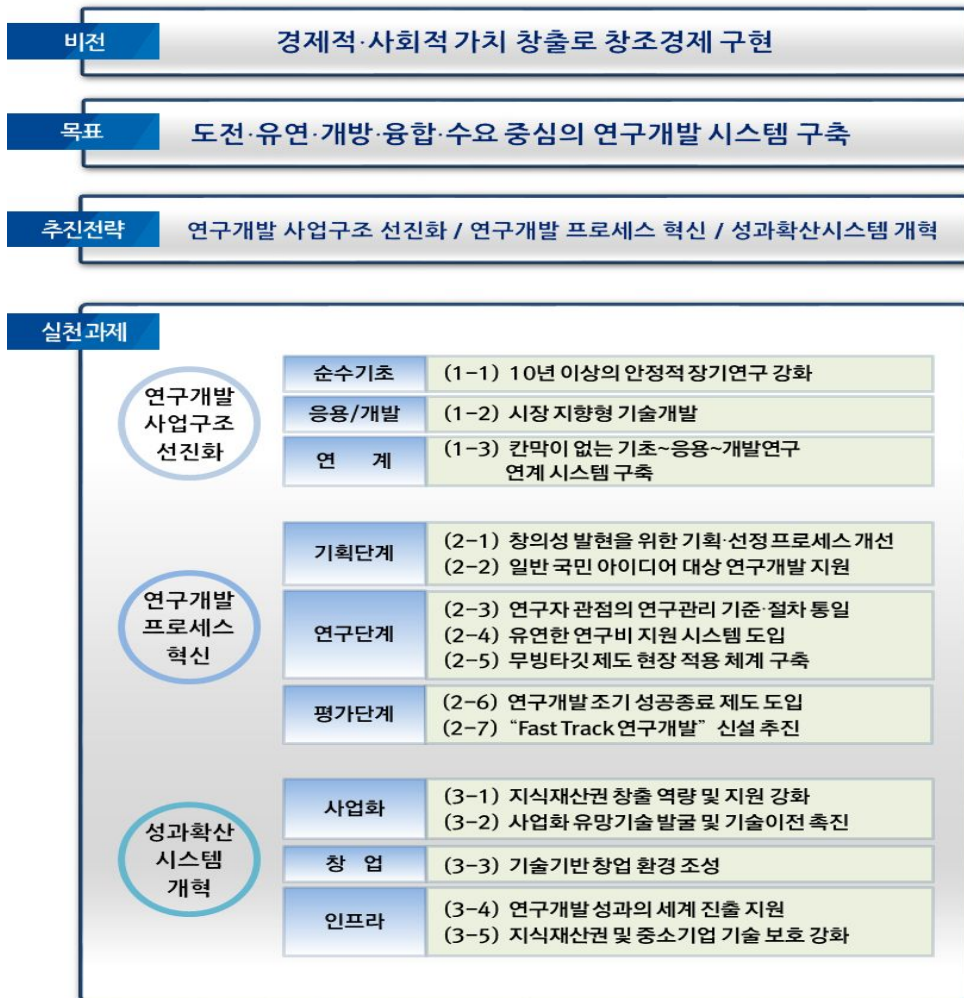 비전
경제적·사회적 가치 창출로 창조경제 구현
목표
도전·유연·개방·융합·수요 중심의 연구개발 시스템 구축
추진전략
연구개발 사업구조 선진화 / 연구개발 프로세스 혁신 / 성과확산시스템 개혁
실천과제
연구개발
사업구조
선진화
순수기초
(1-1) 10년 이상의 안정적 장기연구 강화
응용/개발
(1-2) 시장 지향형 기술개발
연 계
(1-3) 칸막이 없는 기초~응용~개발연구
연계 시스템 구축
연구개발
프로세스
혁신
기획단계
(2-1) 창의성 발현을 위한 기획·선정 프로세스 개선
(2-2) 일반 국민 아이디어 대상 연구개발 지원
연구단계
(2-3) 연구자 관점의 연구관리 기준·절차 통일
(2-4) 유연한 연구비 지원 시스템 도입
(2-5) 무빙타깃 제도 현장 적용 체계 구축
평가단계
(2-6) 연구개발 조기 성공종료 제도 도입
(2-7) “Fast Track 연구개발” 신설 추진
성과확산
시스템
개혁
사업화
(3-1) 지식재산권 창출 역량 및 지원 강화
(3-2) 사업화 유망기술 발굴 및 기술이전 촉진
창 업
(3-3) 기술기반 창업 환경 조성
인프라
(3-4) 연구개발 성과의 세계 진출 지원
(3-5) 지식재산권 및 중소기업 기술 보호 강화